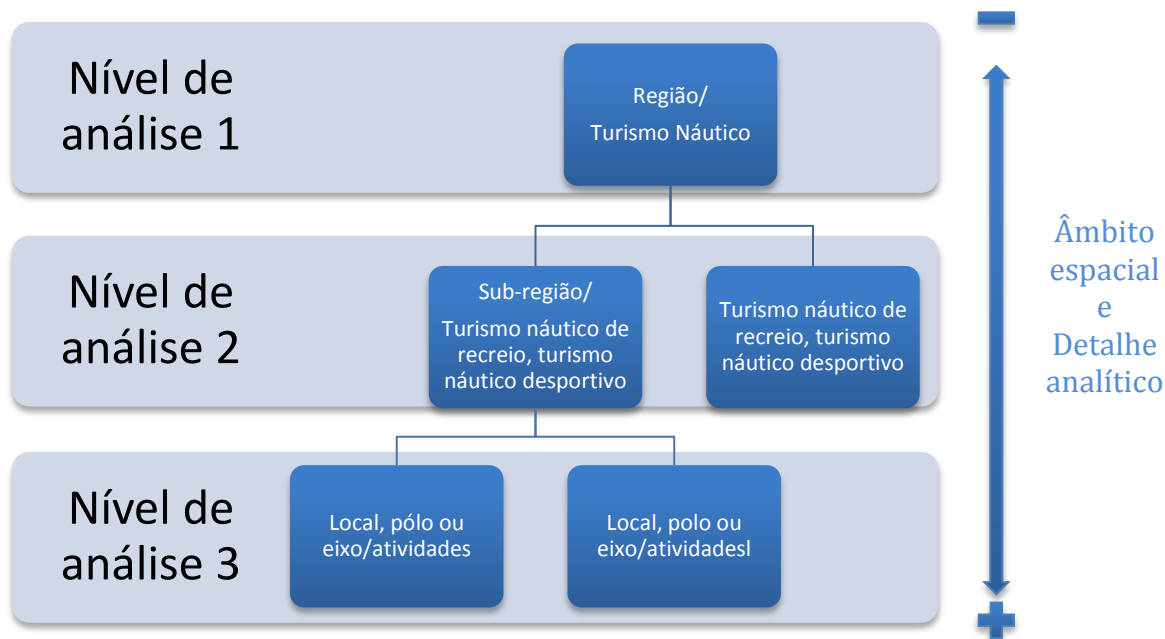 Nível de
análise 1
Região/
Turismo Náutico
Nível de
análise 2
Sub-região/
Turismo náutico de
recreio, turismo
náutico desportivo
Turismo náutico de
recreio, turismo
náutico desportivo
Nível de
análise 3
Local, pólo ou
eixo/atividades
Local, polo ou
eixo/atividadesl
Âmbito
espacial
e
Detalhe
analítico